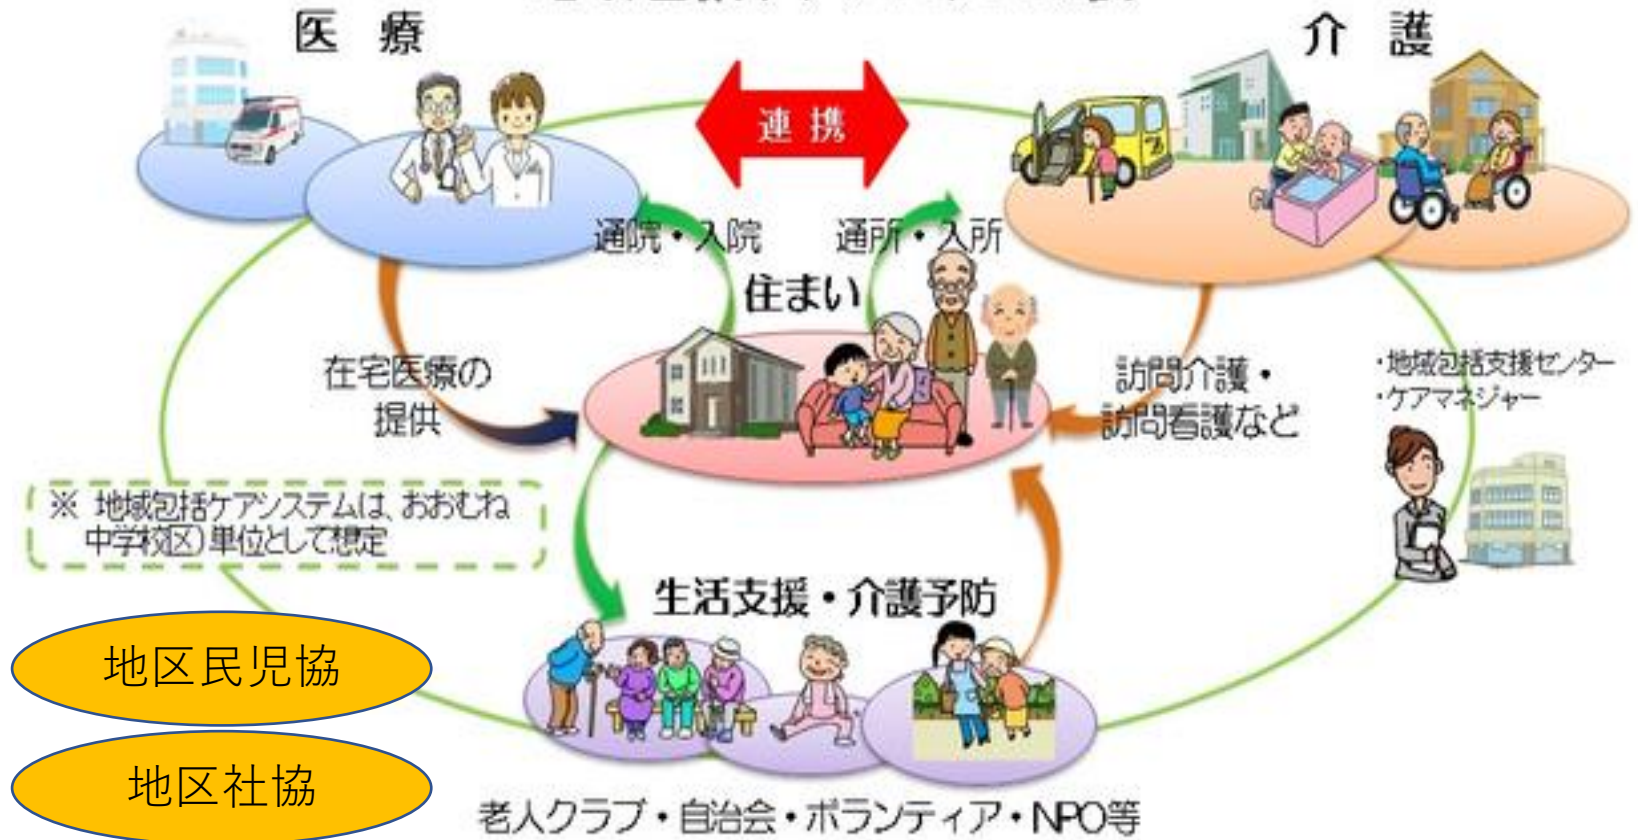 医 療
介 護
連 携
通院・入院
通所・入所
住まい
在宅医療の
提供
訪問介護・
訪問看護など
・地域包括支援センター
・ケアマネジャー
※ 地域包括ケアシステムは、おおむね
中学校区)単位として想定
生活支援・介護予防
地区民児協
地区社協
老人クラブ・自治会・ボランティア・NPO等